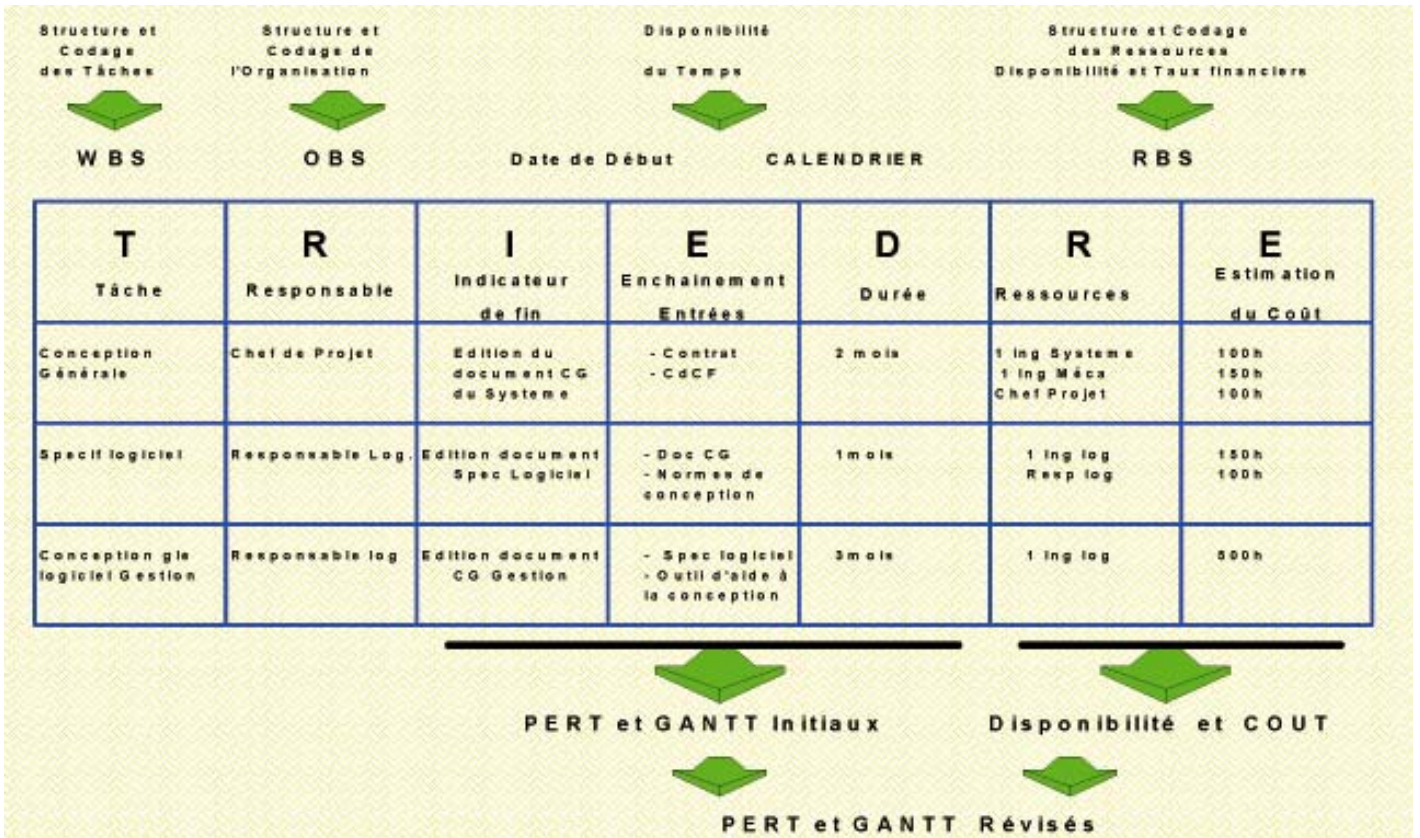 Structure et
Codage
des Tâches
Structure et
Codage de
l'Organisation
Disponibilité
du Temps
Structure et Codage
des Ressources
Disponibilité et Taux financiers
WBS
OBS
Date de Début
CALENDRIER
RBS
T
Tâche
R
Responsable
I
Indicateur
de fin
E
Enchainement
Entrées
D
Durée
R
Ressources
E
Estimation
du Coût
Conception
Générale
Chef de Projet
Edition du
document CG
du Systeme
- Contrat
- CdCF
2 mois
1 Ing Systeme
1 Ing Méca
Chef Projet
100h
150h
100h
Specif logiciel
Responsable Log.
Edition document
Spec Logiciel
- Doc CG
- Normes de
conception
1mois
1 ing log
Resp log
150h
100h
Conception gle
logiciel Gestion
Responsable log
Edition document
CG Gestion
- Spec logiciel
- Outil d'aide à
la conception
3mois
1 ing log
500h
PERT et GANTT Initiaux
Disponibilité et COUT
PERT et GANTT Révisés